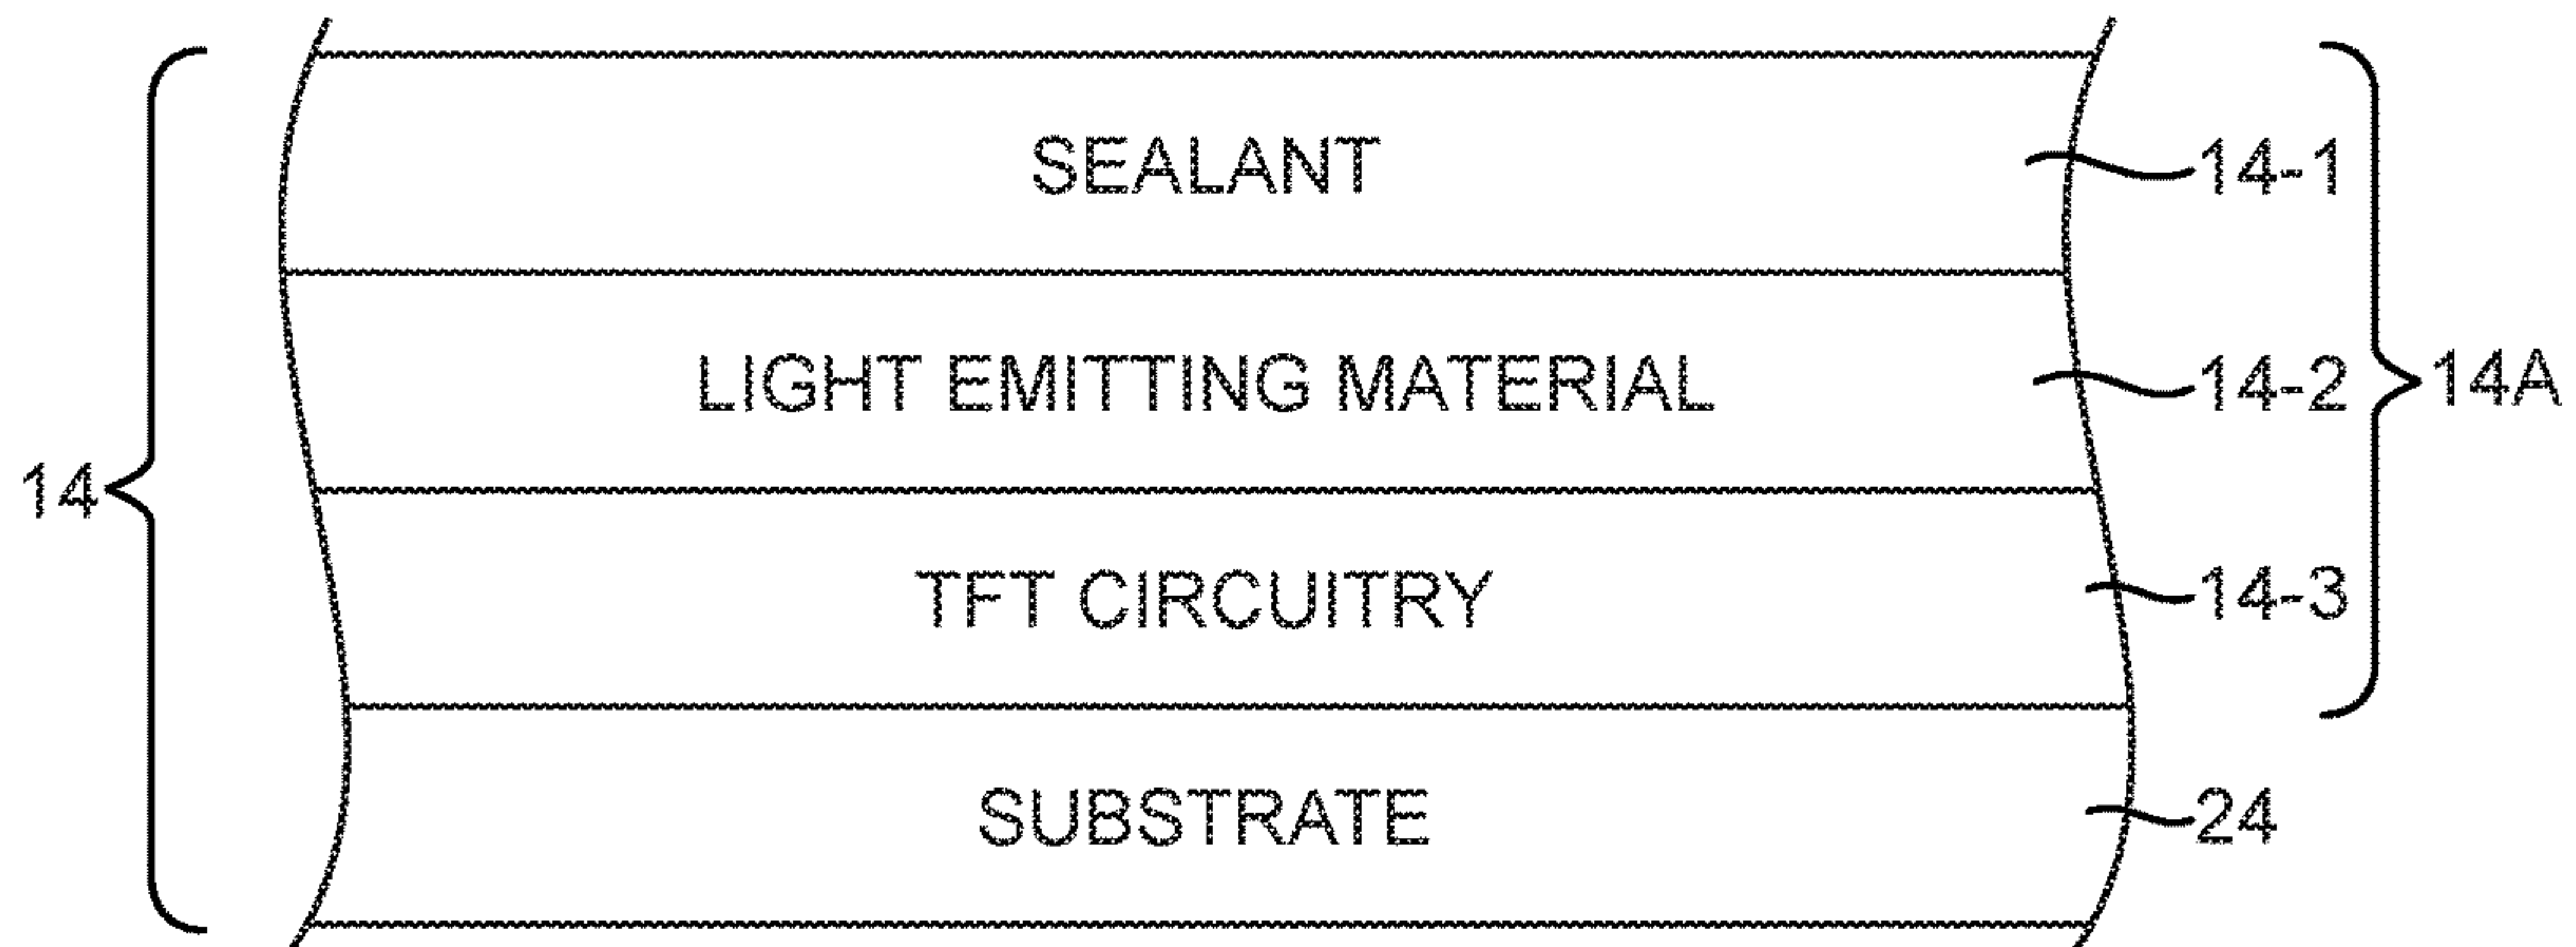 SEALANT
14-1
LIGHT EMITTING MATERIAL
14-2
14A
14
TFT CIRCUITRY
14-3
SUBSTRATE
24